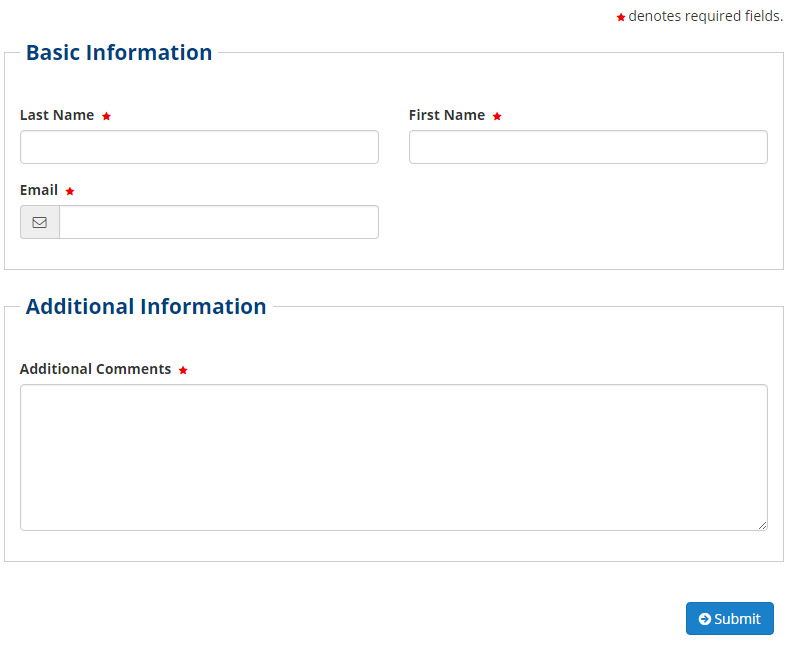 ★ denotes required fields.
Basic Information
Last Name ★ First Name ★
Email ★
Additional Information
Additional Comments ★
Submit